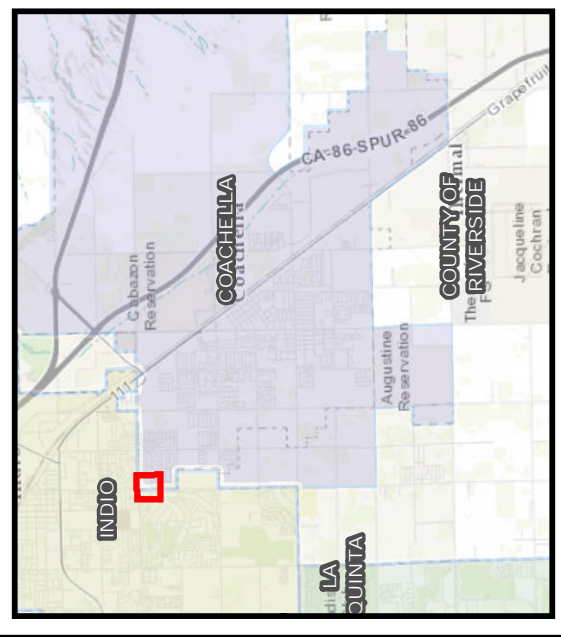 CA-86-SPUR-86
Grapefruit
COACHELLA
Coachella
COUNTY OF
RIVERSIDE
Jacqueline
Cochran
Cabazon
Reservation
Augustine
Reservation
111
INDIO
LA
QUINTA